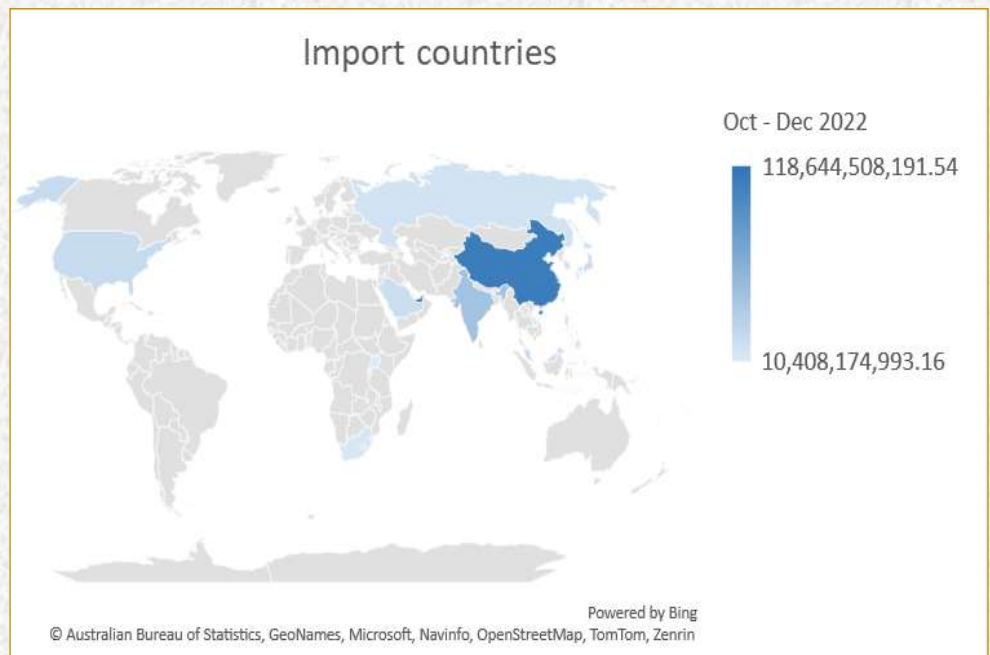 Import countries
Oct - Dec 2022
118,644,508,191.54
10,408,174,993.16
Powered by Bing
© Australian Bureau of Statistics, GeoNames, Microsoft, Navinfo, OpenStreetMap, TomTom, Zenrin